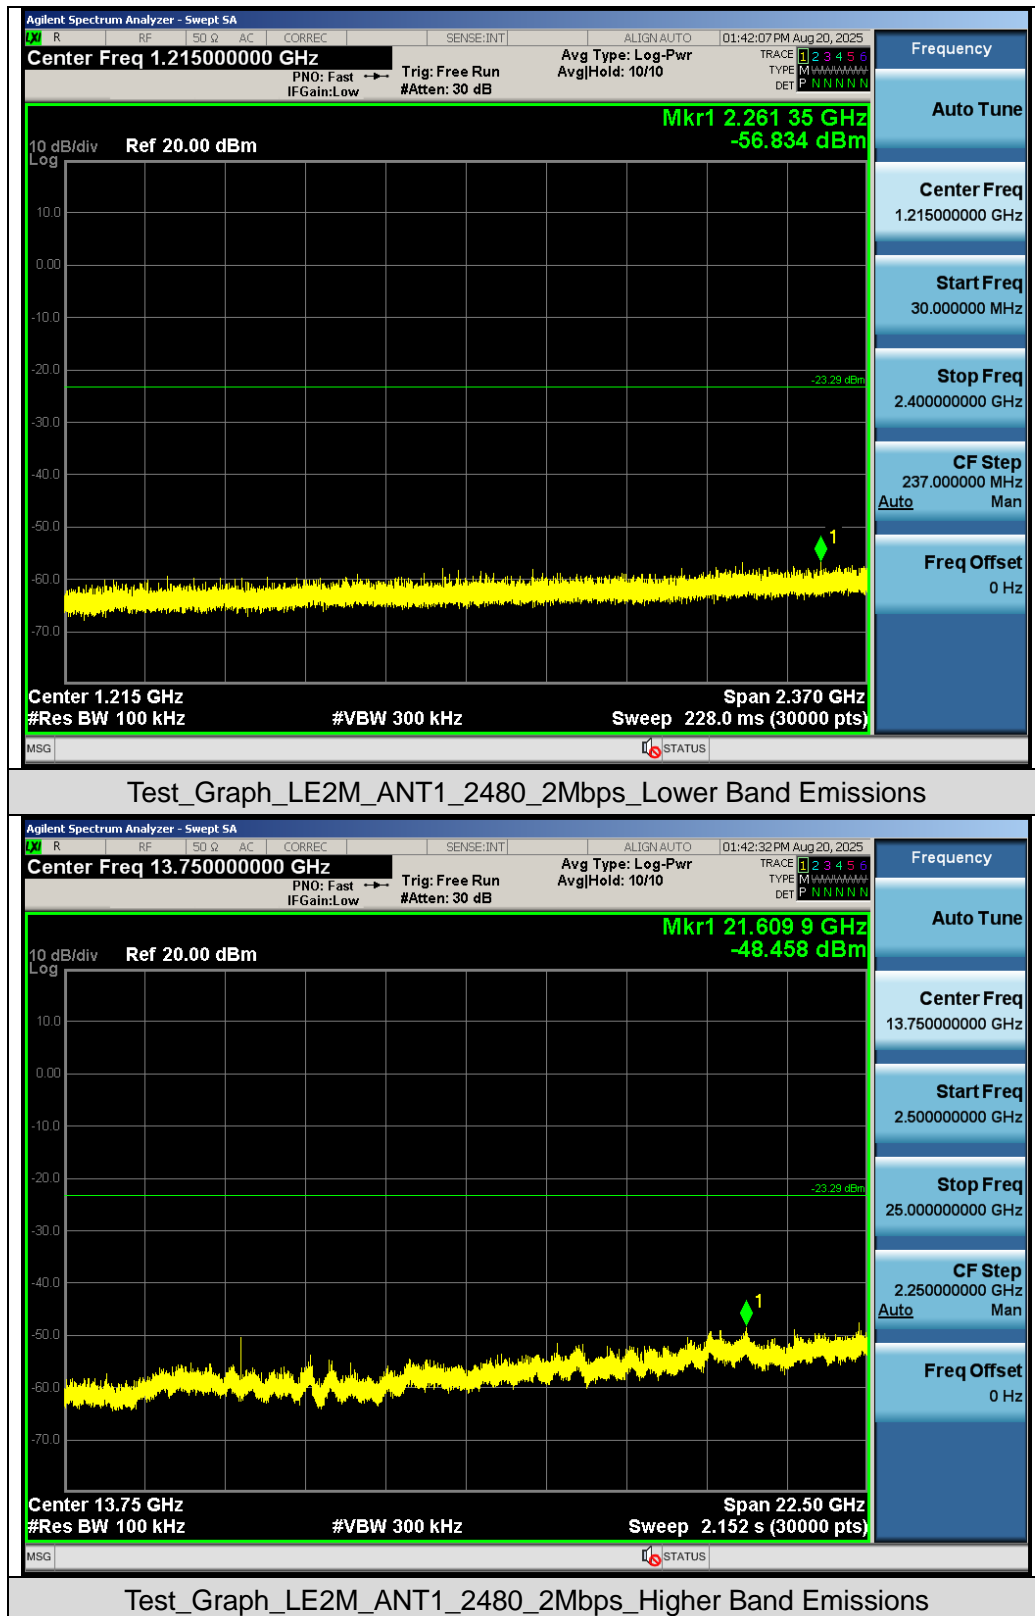 Agilent Spectrum Analyzer - Swept SA
LXI R RF 50 Ω AC CORREC SENSE:INT ALIGN AUTO 01:42:07 PM Aug 20, 2025
Center Freq 1.215000000 GHz
PNO: Fast
IFGain:Low
Trig: Free Run
#Atten: 30 dB
Avg Type: Log-Pwr
Avg|Hold: 10/10
TRACE 1 2 3 4 5 6
TYPE M
DET P N N N N N
Frequency
Auto Tune
Center Freq
1.215000000 GHz
Start Freq
30.000000 MHz
Stop Freq
2.400000000 GHz
CF Step
237.000000 MHz
Auto Man
Freq Offset
0 Hz
Mkr1 2.261 35 GHz
-56.834 dBm
10 dB/div Ref 20.00 dBm
Log
10.0
0.00
-10.0
-20.0
-23.29 dBm
-30.0
-40.0
-50.0
1
-60.0
-70.0
Center 1.215 GHz Span 2.370 GHz
#Res BW 100 kHz #VBW 300 kHz Sweep 228.0 ms (30000 pts)
MSG STATUS
Test_Graph_LE2M_ANT1_2480_2Mbps_Lower Band Emissions
Agilent Spectrum Analyzer - Swept SA
LXI R RF 50 Ω AC CORREC SENSE:INT ALIGN AUTO 01:42:32 PM Aug 20, 2025
Center Freq 13.750000000 GHz
PNO: Fast
IFGain:Low
Trig: Free Run
#Atten: 30 dB
Avg Type: Log-Pwr
Avg|Hold: 10/10
TRACE 1 2 3 4 5 6
TYPE M
DET P N N N N N
Frequency
Auto Tune
Center Freq
13.750000000 GHz
Start Freq
2.500000000 GHz
Stop Freq
25.000000000 GHz
CF Step
2.250000000 GHz
Auto Man
Freq Offset
0 Hz
Mkr1 21.609 9 GHz
-48.458 dBm
10 dB/div Ref 20.00 dBm
Log
10.0
0.00
-10.0
-20.0
-23.29 dBm
-30.0
-40.0
1
-50.0
-60.0
-70.0
Center 13.75 GHz Span 22.50 GHz
#Res BW 100 kHz #VBW 300 kHz Sweep 2.152 s (30000 pts)
MSG STATUS
Test_Graph_LE2M_ANT1_2480_2Mbps_Higher Band Emissions